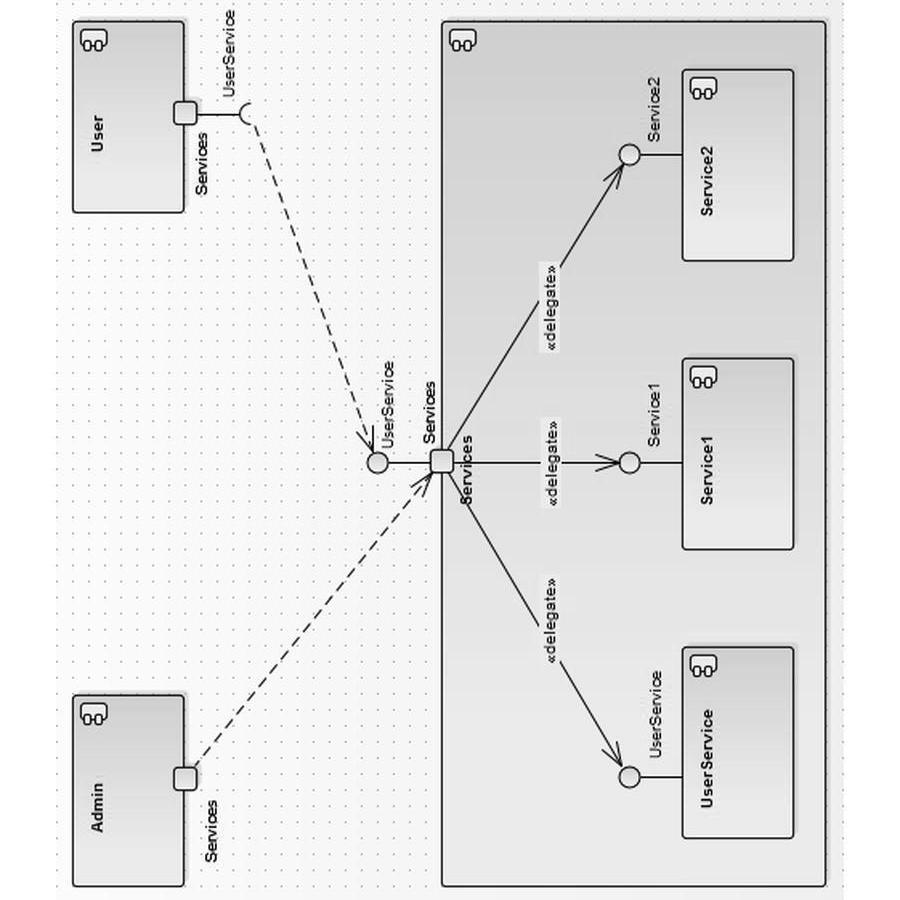 Admin
User
Services
Services
UserService
UserService
Services
Services
«delegate»
«delegate»
«delegate»
UserService
Service1
Service2
UserService
Service1
Service2